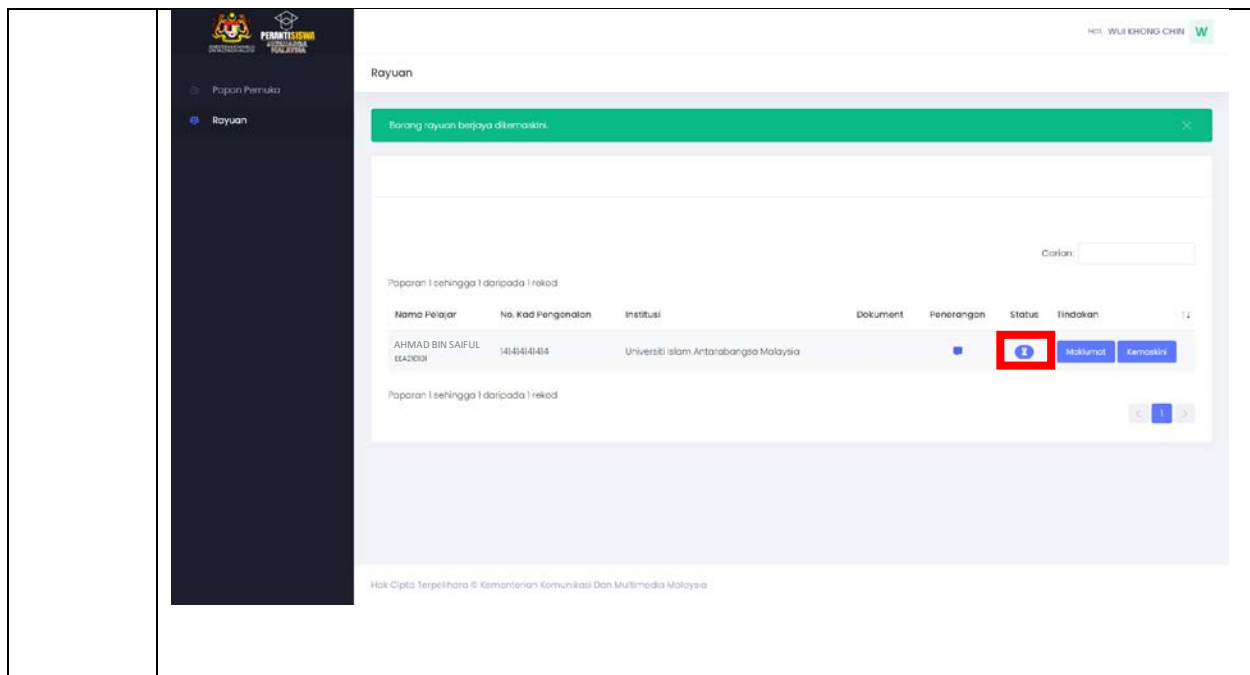 PERANTISISWA
KELUARGA
MALAYSIA
Hai, WUI KHONG CHIN W
Rayuan
Papan Pemuka
Rayuan
Borang rayuan berjaya dikemaskini.
Carian:
Paparan 1 sehingga 1 daripada 1 rekod
Nama Pelajar No. Kad Pengenalan Institusi Dokument Penerangan Status Tindakan
AHMAD BIN SAIFUL 141414141414 Universiti Islam Antarabangsa Malaysia Maklumat Kemaskini
Paparan 1 sehingga 1 daripada 1 rekod
< 1 >
Hak Cipta Terpelihara © Kementerian Komunikasi Dan Multimedia Malaysia